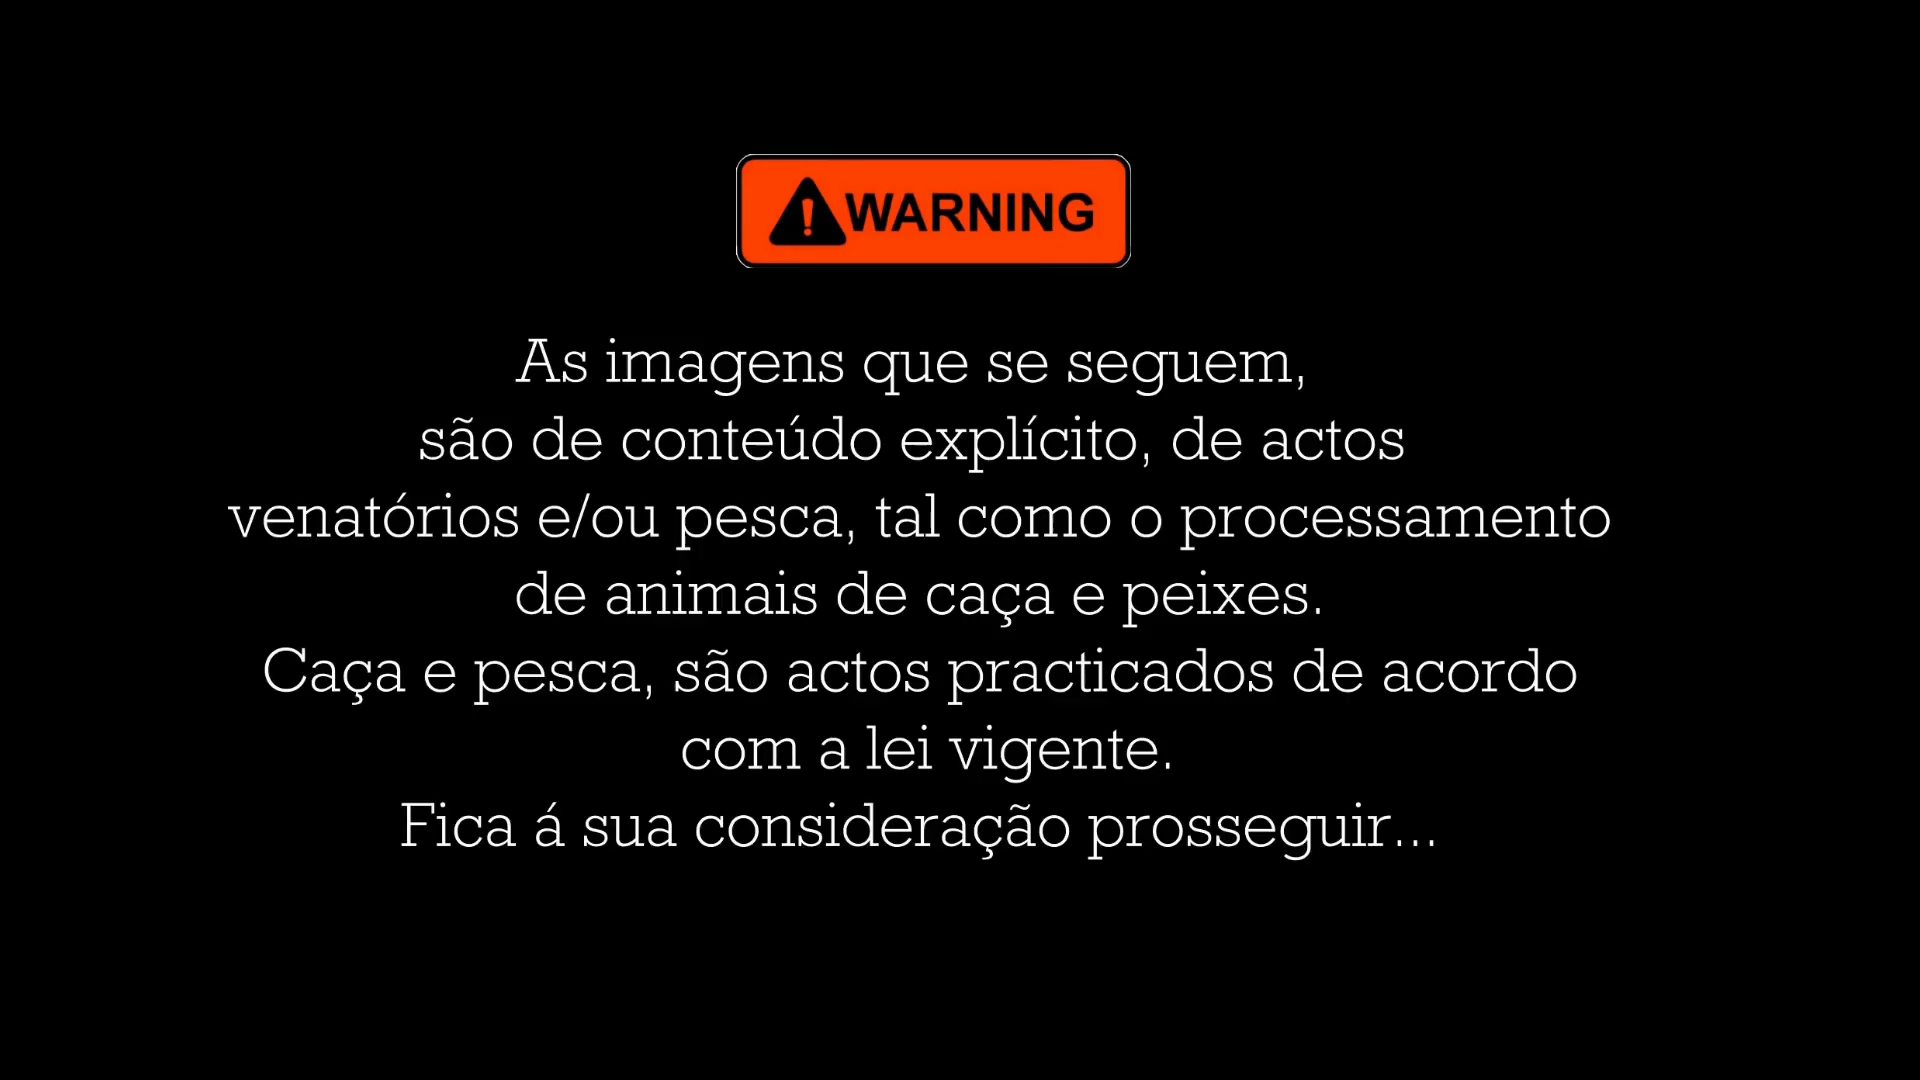 WARNING
As imagens que se seguem,
são de conteúdo explícito, de actos
venatórios e/ou pesca, tal como o processamento
de animais de caça e peixes.
Caça e pesca, são actos practicados de acordo
com a lei vigente.
Fica á sua consideração prosseguir...